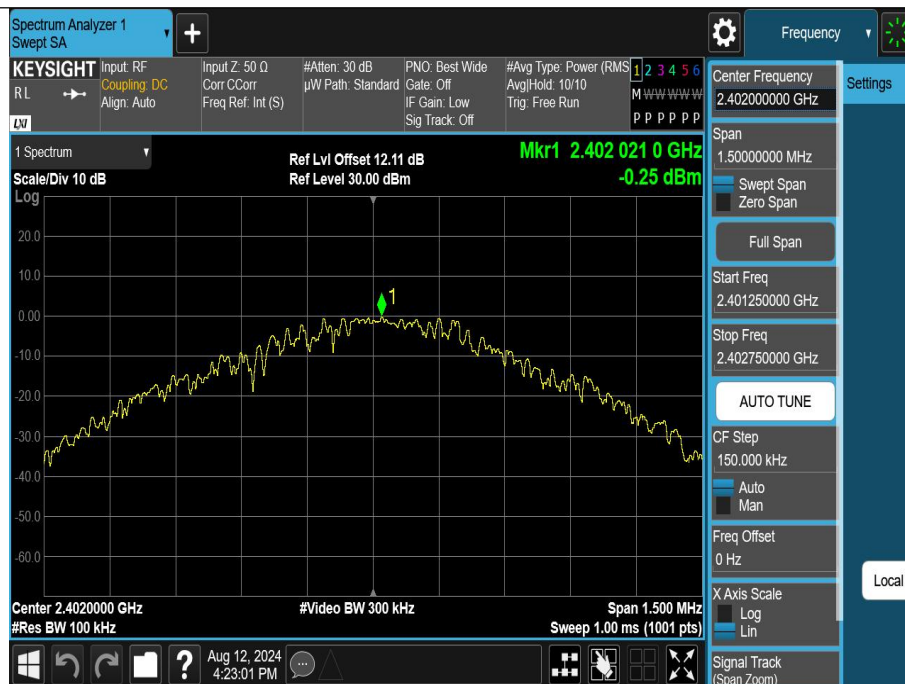 Spectrum Analyzer 1
Swept SA
Frequency
KEYSIGHT
RL
LXI
Input: RF
Coupling: DC
Align: Auto
Input Z: 50 Ω
Corr CCorr
Freq Ref: Int (S)
#Atten: 30 dB
µW Path: Standard
PNO: Best Wide
Gate: Off
IF Gain: Low
Sig Track: Off
#Avg Type: Power (RMS
Avg|Hold: 10/10
Trig: Free Run
1 2 3 4 5 6
M W W W W W
P P P P P P
1 Spectrum
Scale/Div 10 dB
Log
Ref Lvl Offset 12.11 dB
Ref Level 30.00 dBm
Mkr1 2.402 021 0 GHz
-0.25 dBm
1
20.0
10.0
0.00
-10.0
-20.0
-30.0
-40.0
-50.0
-60.0
Center 2.4020000 GHz
#Res BW 100 kHz
#Video BW 300 kHz
Span 1.500 MHz
Sweep 1.00 ms (1001 pts)
Aug 12, 2024
4:23:01 PM
?
Center Frequency
2.402000000 GHz
Span
1.50000000 MHz
Swept Span
Zero Span
Full Span
Start Freq
2.401250000 GHz
Stop Freq
2.402750000 GHz
AUTO TUNE
CF Step
150.000 kHz
Auto
Man
Freq Offset
0 Hz
X Axis Scale
Log
Lin
Signal Track
(Span Zoom)
Settings
Local